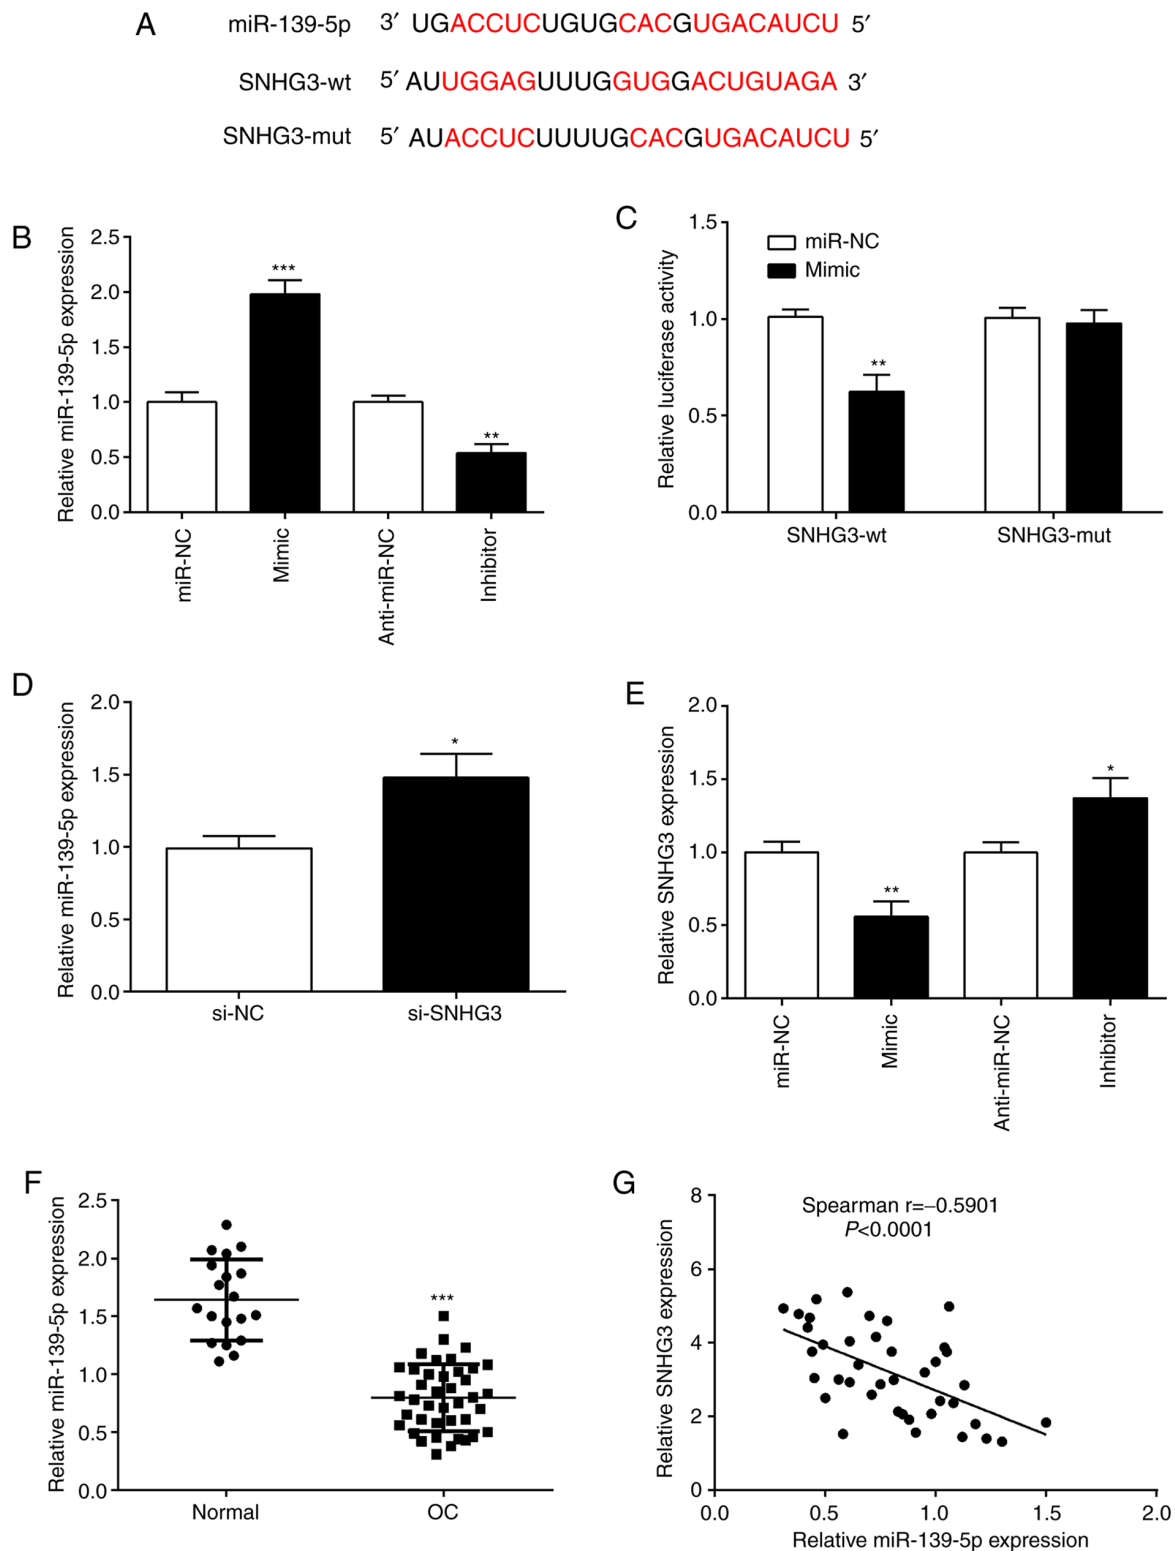 A
miR-139-5p 3′ UGACCUCUGUGCACGUGACAUCU 5′
SNHG3-wt 5′ AUUGGAGUUUGGUGGACUGUAGA 3′
SNHG3-mut 5′ AUACCUCUUUUGCACGUGACAUCU 5′
B
Relative miR-139-5p expression
2.5
2.0
1.5
1.0
0.5
0.0
***
**
miR-NC
Mimic
Anti-miR-NC
Inhibitor
C
Relative luciferase activity
1.5
1.0
0.5
0.0
miR-NC
Mimic
**
SNHG3-wt
SNHG3-mut
D
Relative miR-139-5p expression
2.0
1.5
1.0
0.5
0.0
*
si-NC
si-SNHG3
E
Relative SNHG3 expression
2.0
1.5
1.0
0.5
0.0
**
*
miR-NC
Mimic
Anti-miR-NC
Inhibitor
F
Relative miR-139-5p expression
2.5
2.0
1.5
1.0
0.5
0.0
***
Normal
OC
G
Relative SNHG3 expression
8
6
4
2
0
Spearman r=−0.5901
P<0.0001
0.0
0.5
1.0
1.5
2.0
Relative miR-139-5p expression